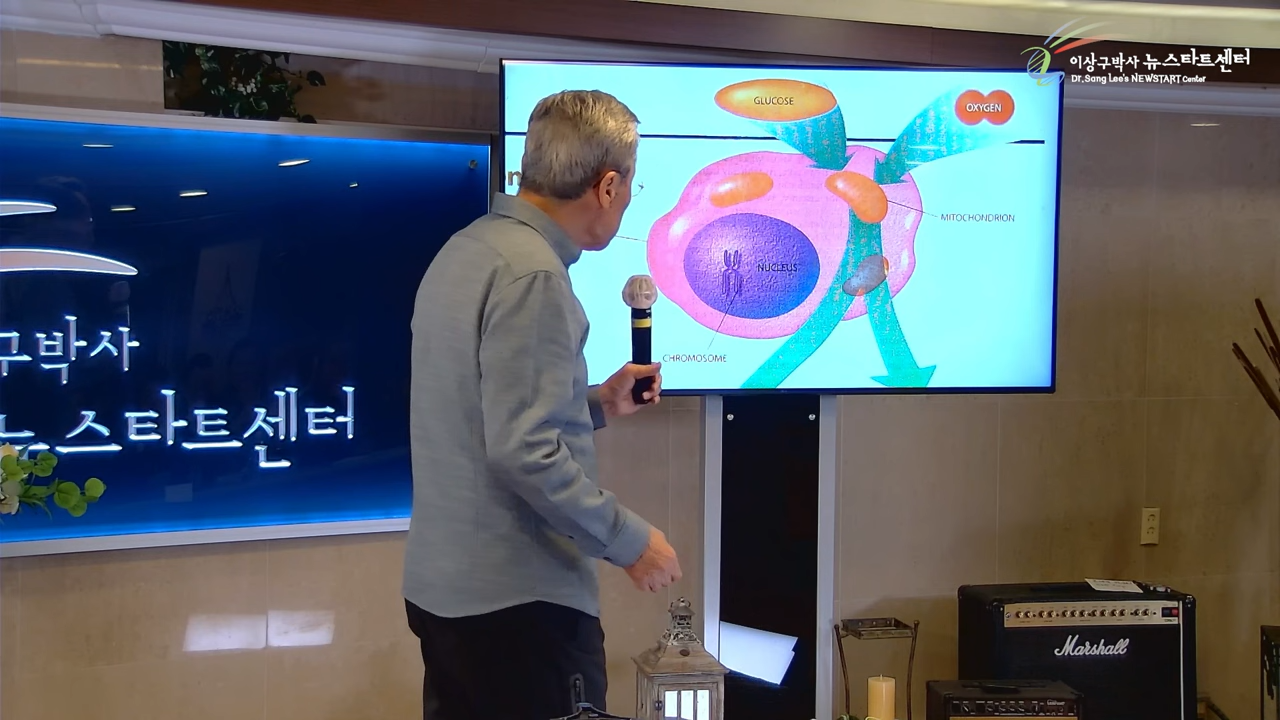 이상구박사 뉴스타트센터
Dr. Sang Lee's NEWSTART Center
GLUCOSE
OXYGEN
MITOCHONDRION
NUCLEUS
CHROMOSOME
구박사
뉴스타트센터
Marshall